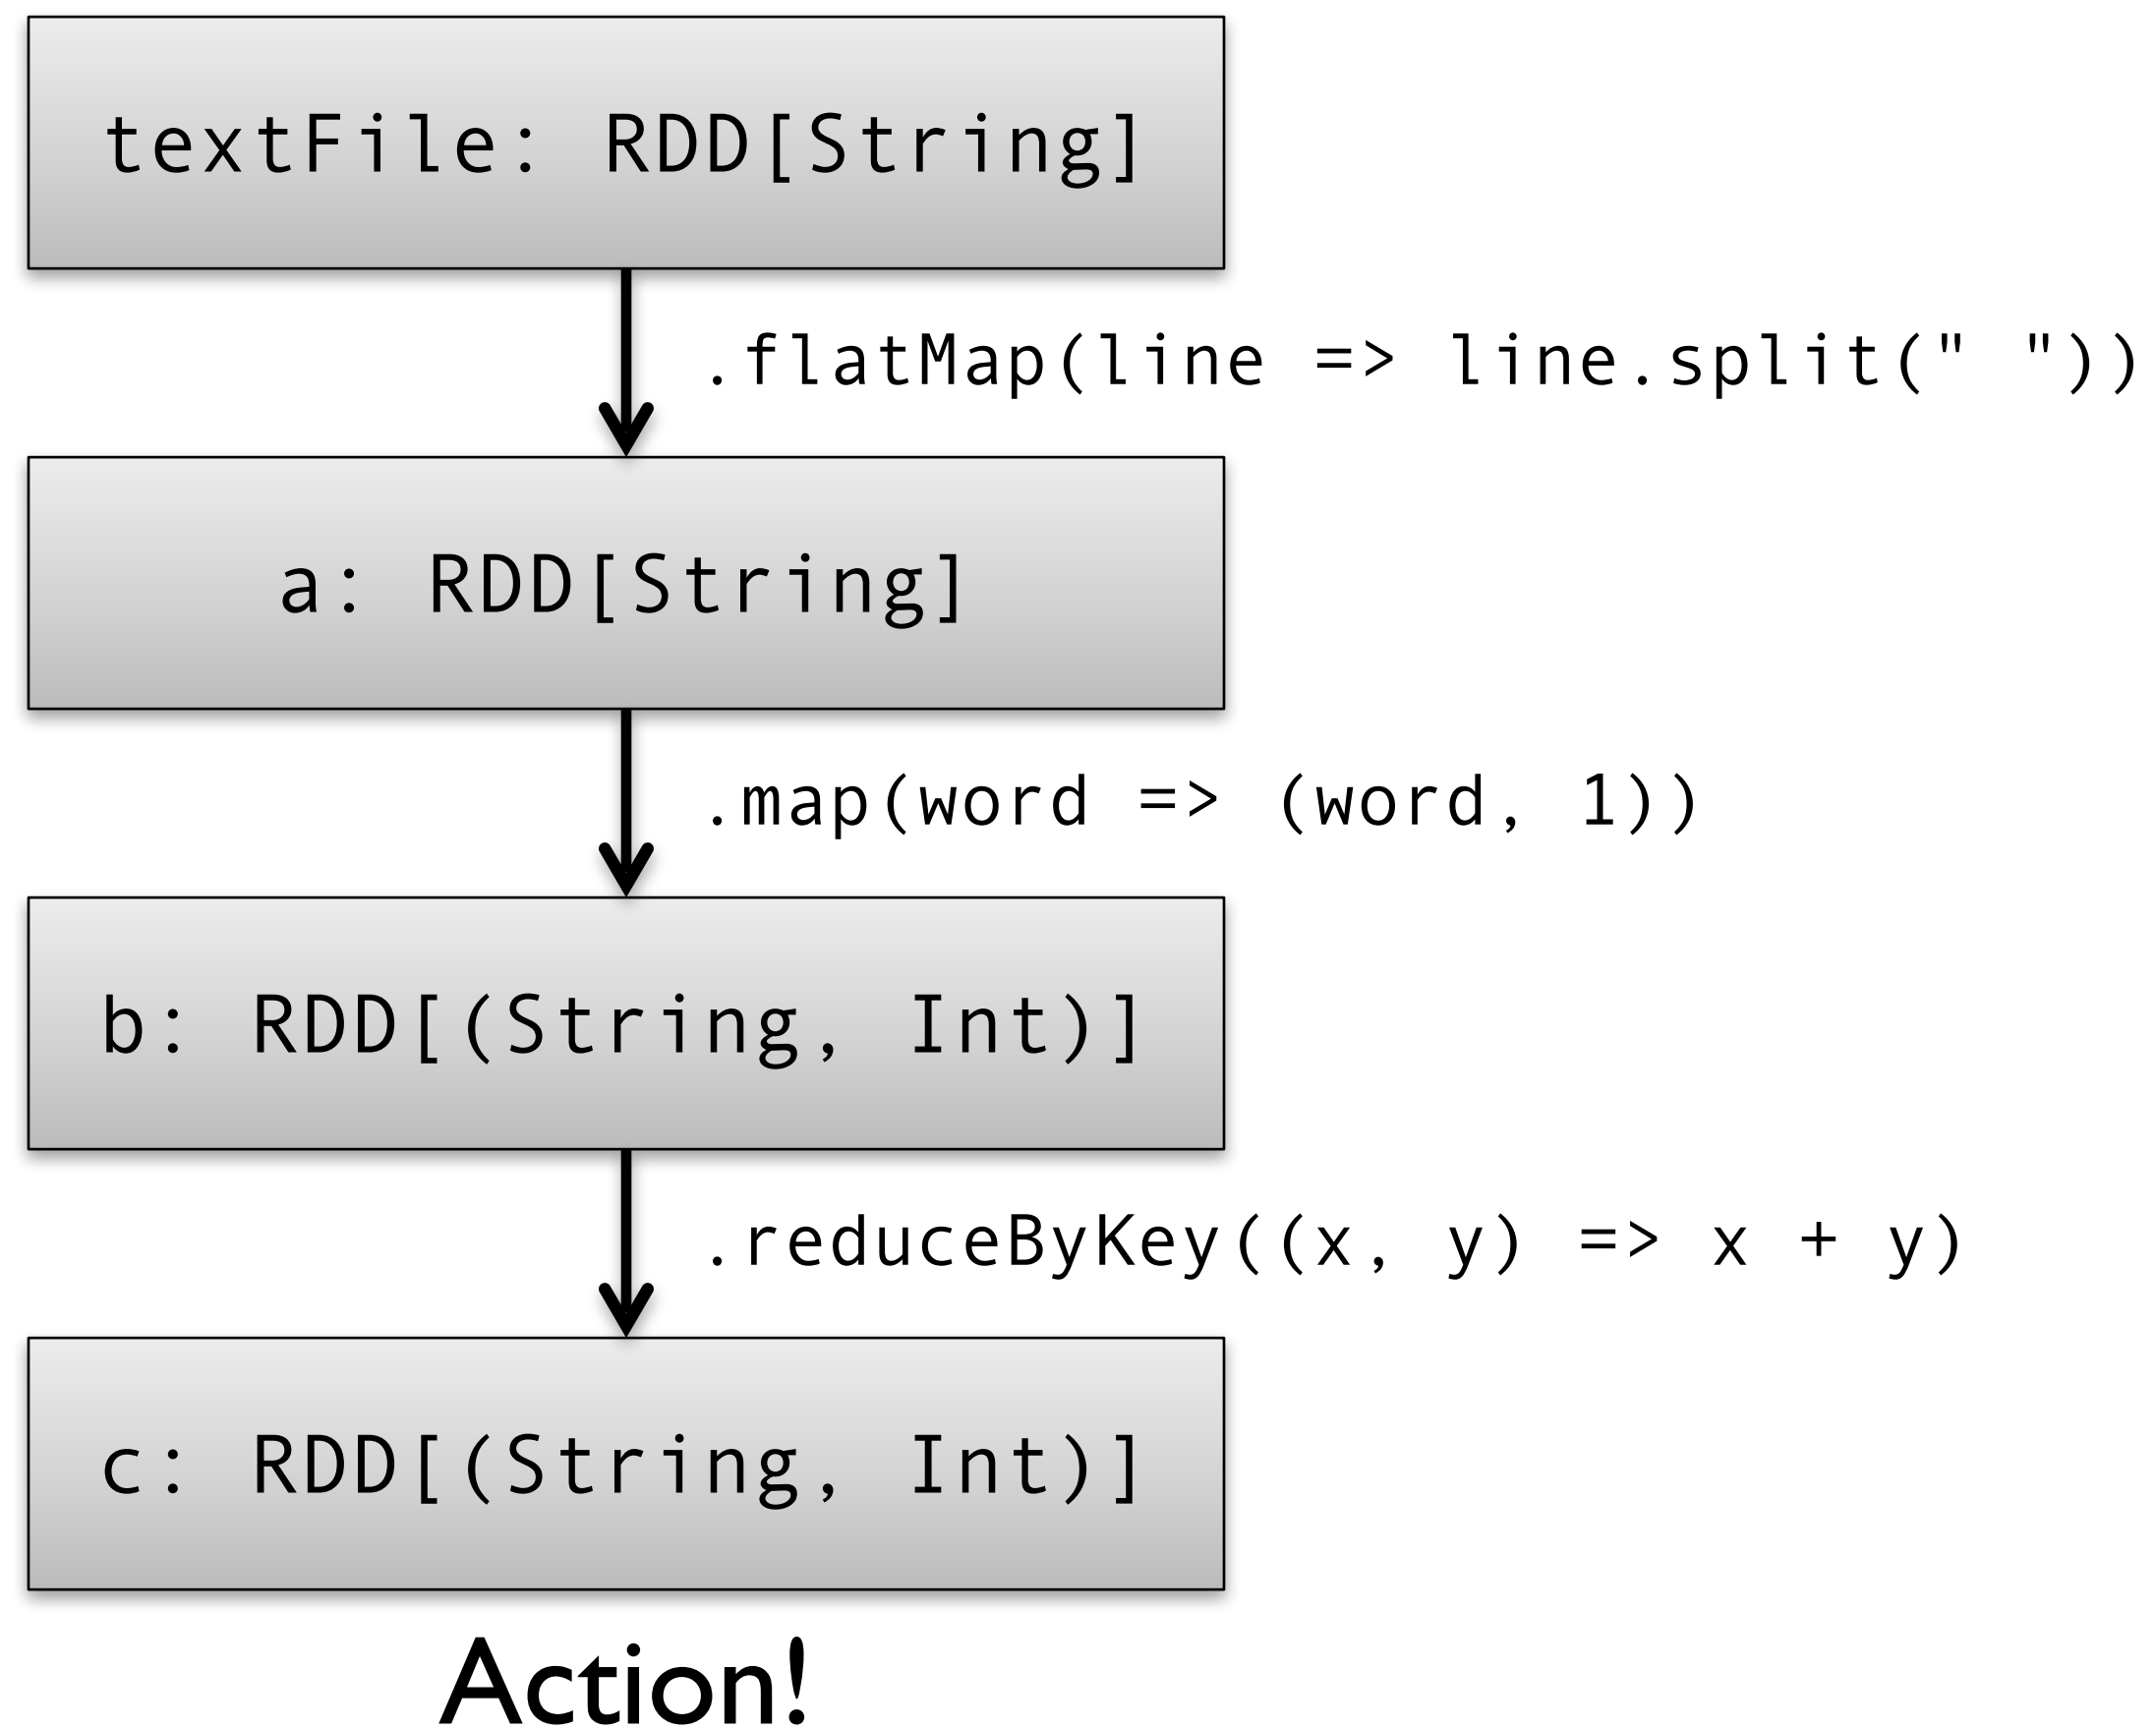 textFile: RDD[String]
.flatMap(line => line.split(" "))
a: RDD[String]
.map(word => (word, 1))
b: RDD[(String, Int)]
.reduceByKey((x, y) => x + y)
c: RDD[(String, Int)]
Action!